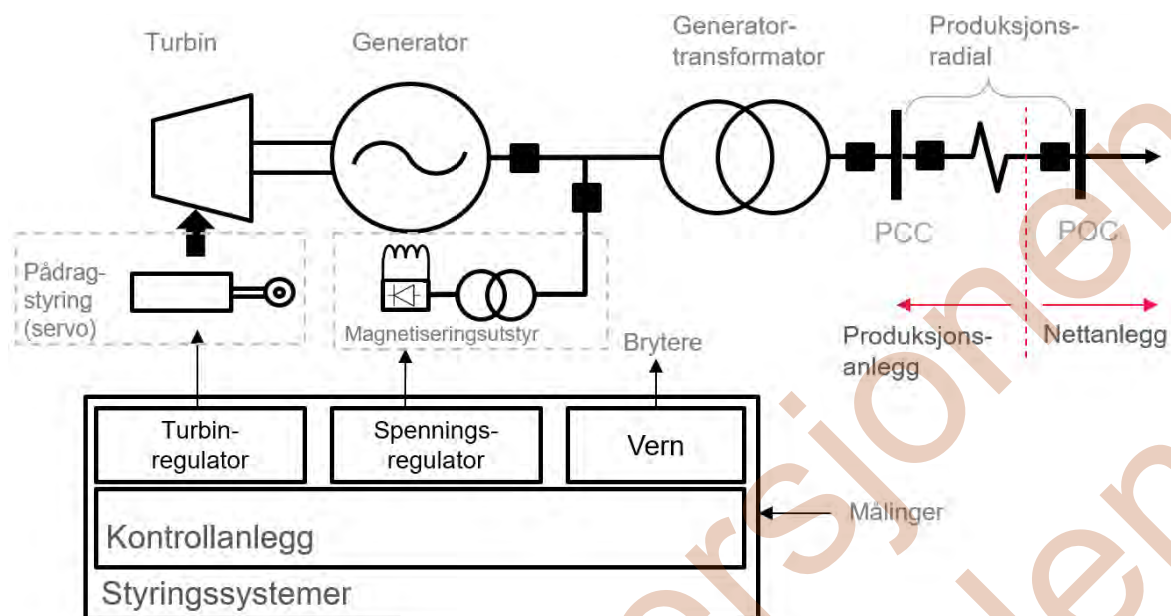 Turbin
Generator
Generator-
transformator
Produksjons-
radial
PCC
POC
Pådrag-
styring
(servo)
Magnetiseringsutstyr
Brytere
Produksjons-
anlegg
Nettanlegg
Turbin-
regulator
Spennings-
regulator
Vern
Kontrollanlegg
Målinger
Styringssystemer